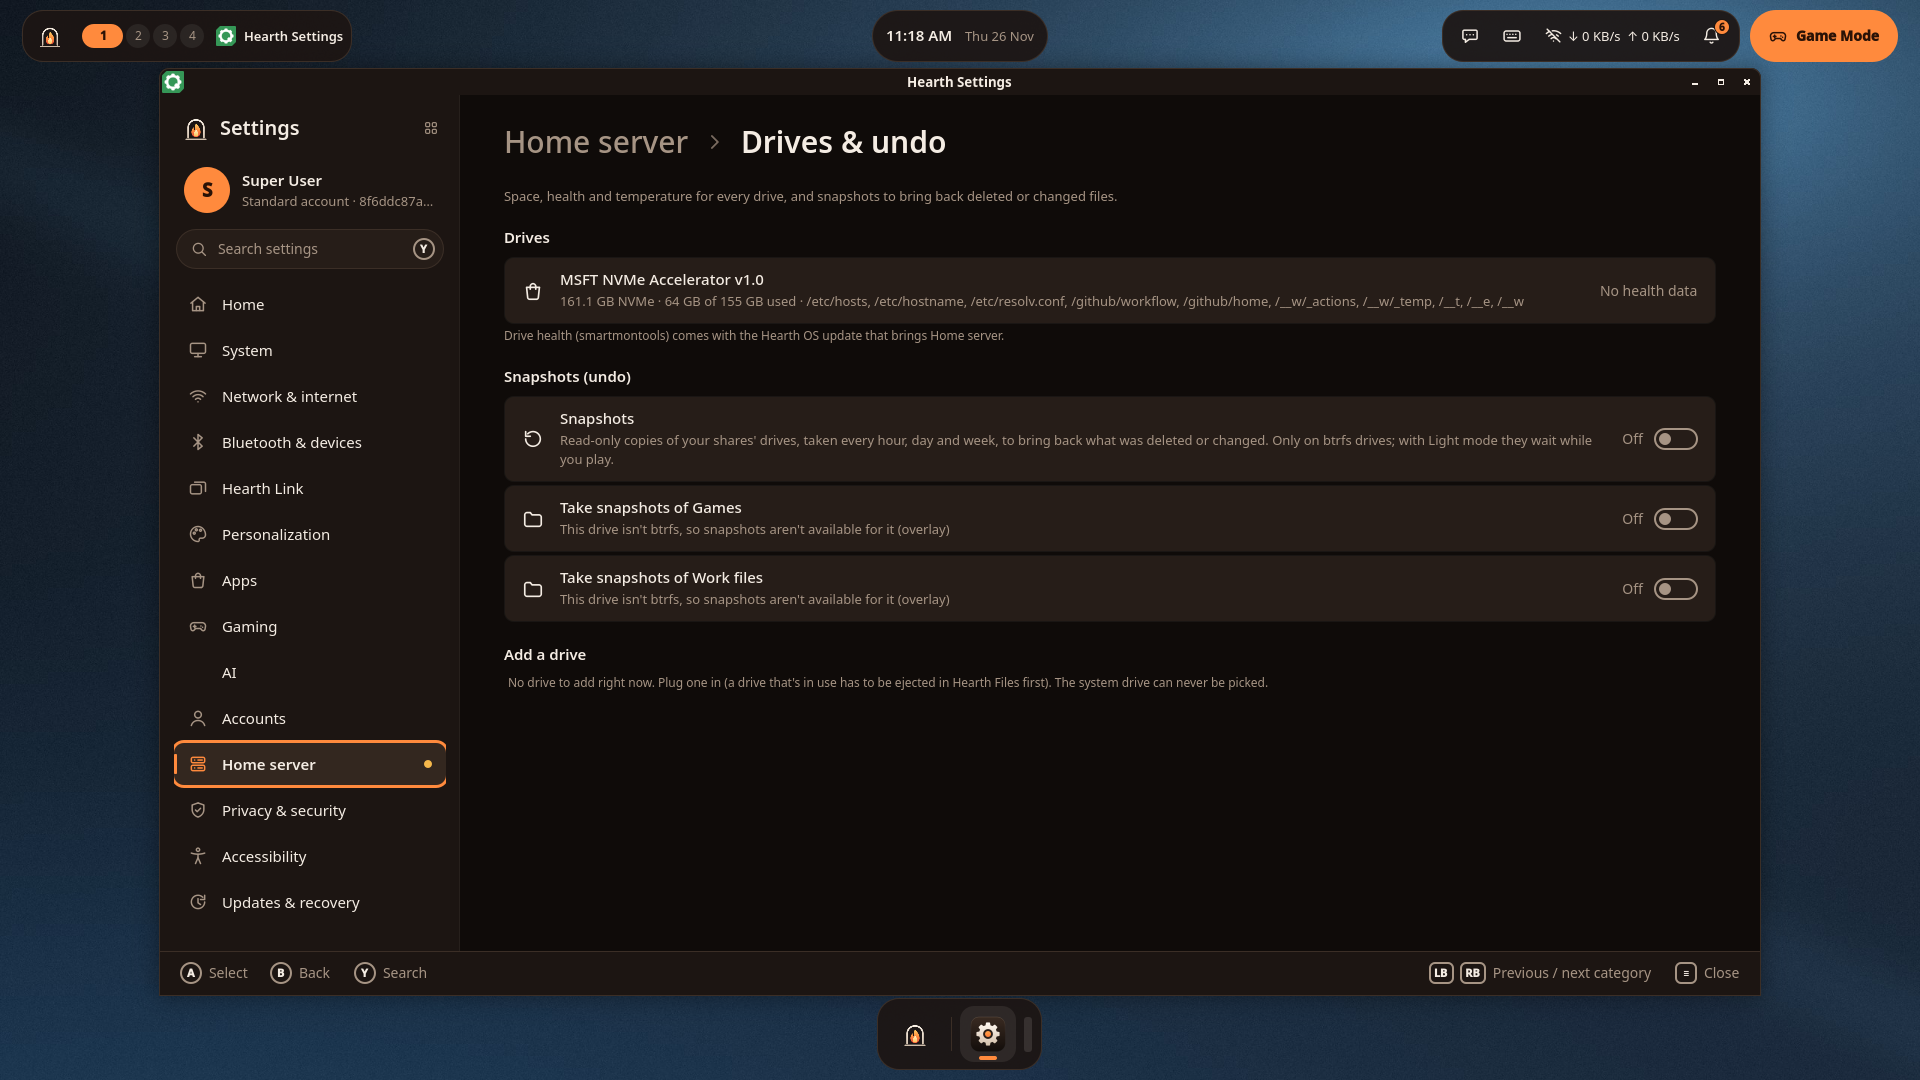 1 2 3 4 Hearth Settings
11:18 AM Thu 26 Nov
↓ 0 KB/s ↑ 0 KB/s 6
Game Mode
Hearth Settings
Settings
S
Super User
Standard account · 8f6ddc87a...
Search settings Y
Home
System
Network & internet
Bluetooth & devices
Hearth Link
Personalization
Apps
Gaming
AI
Accounts
Home server
Privacy & security
Accessibility
Updates & recovery
Home server > Drives & undo
Space, health and temperature for every drive, and snapshots to bring back deleted or changed files.
Drives
MSFT NVMe Accelerator v1.0
161.1 GB NVMe · 64 GB of 155 GB used · /etc/hosts, /etc/hostname, /etc/resolv.conf, /github/workflow, /github/home, /__w/_actions, /__w/_temp, /__t, /__e, /__w
No health data
Drive health (smartmontools) comes with the Hearth OS update that brings Home server.
Snapshots (undo)
Snapshots
Read-only copies of your shares' drives, taken every hour, day and week, to bring back what was deleted or changed. Only on btrfs drives; with Light mode they wait while
you play.
Off
Take snapshots of Games
This drive isn't btrfs, so snapshots aren't available for it (overlay)
Off
Take snapshots of Work files
This drive isn't btrfs, so snapshots aren't available for it (overlay)
Off
Add a drive
No drive to add right now. Plug one in (a drive that's in use has to be ejected in Hearth Files first). The system drive can never be picked.
A Select B Back Y Search
LB RB Previous / next category ≡ Close